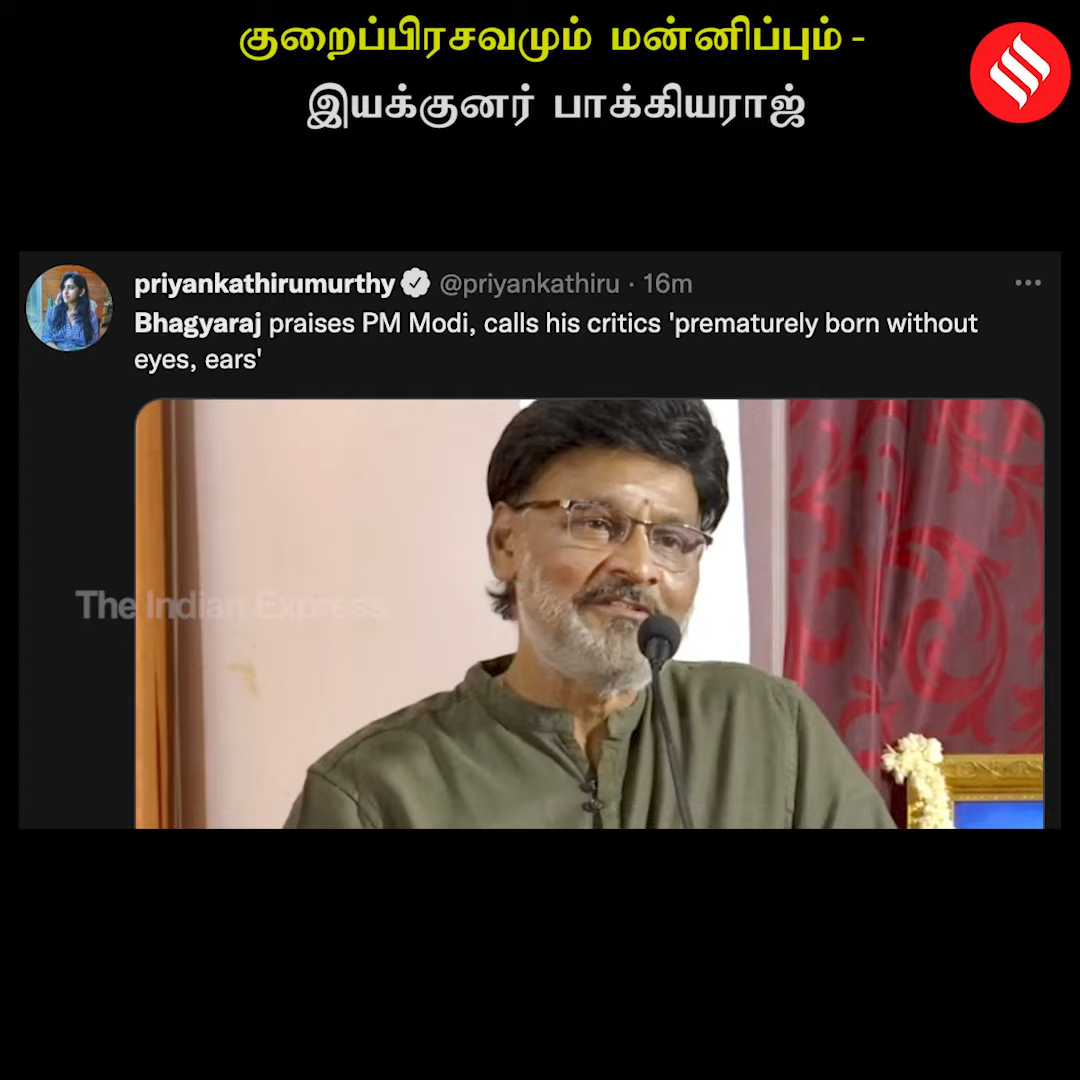 குறைப்பிரசவமும் மன்னிப்பும் -
இயக்குனர் பாக்கியராஜ்
priyankathirumurthy @priyankathiru · 16m
Bhagyaraj praises PM Modi, calls his critics 'prematurely born without
eyes, ears'
The Indian Express